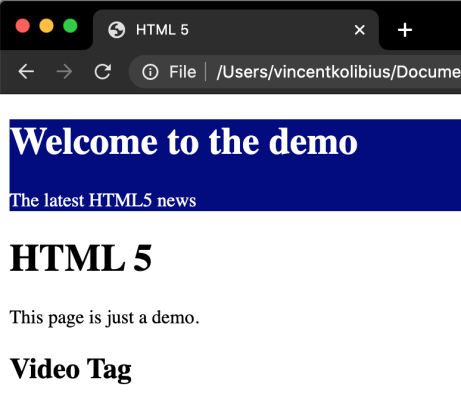 HTML 5
File /Users/vincentkolibius/Docume
Welcome to the demo
The latest HTML5 news
HTML 5
This page is just a demo.
Video Tag